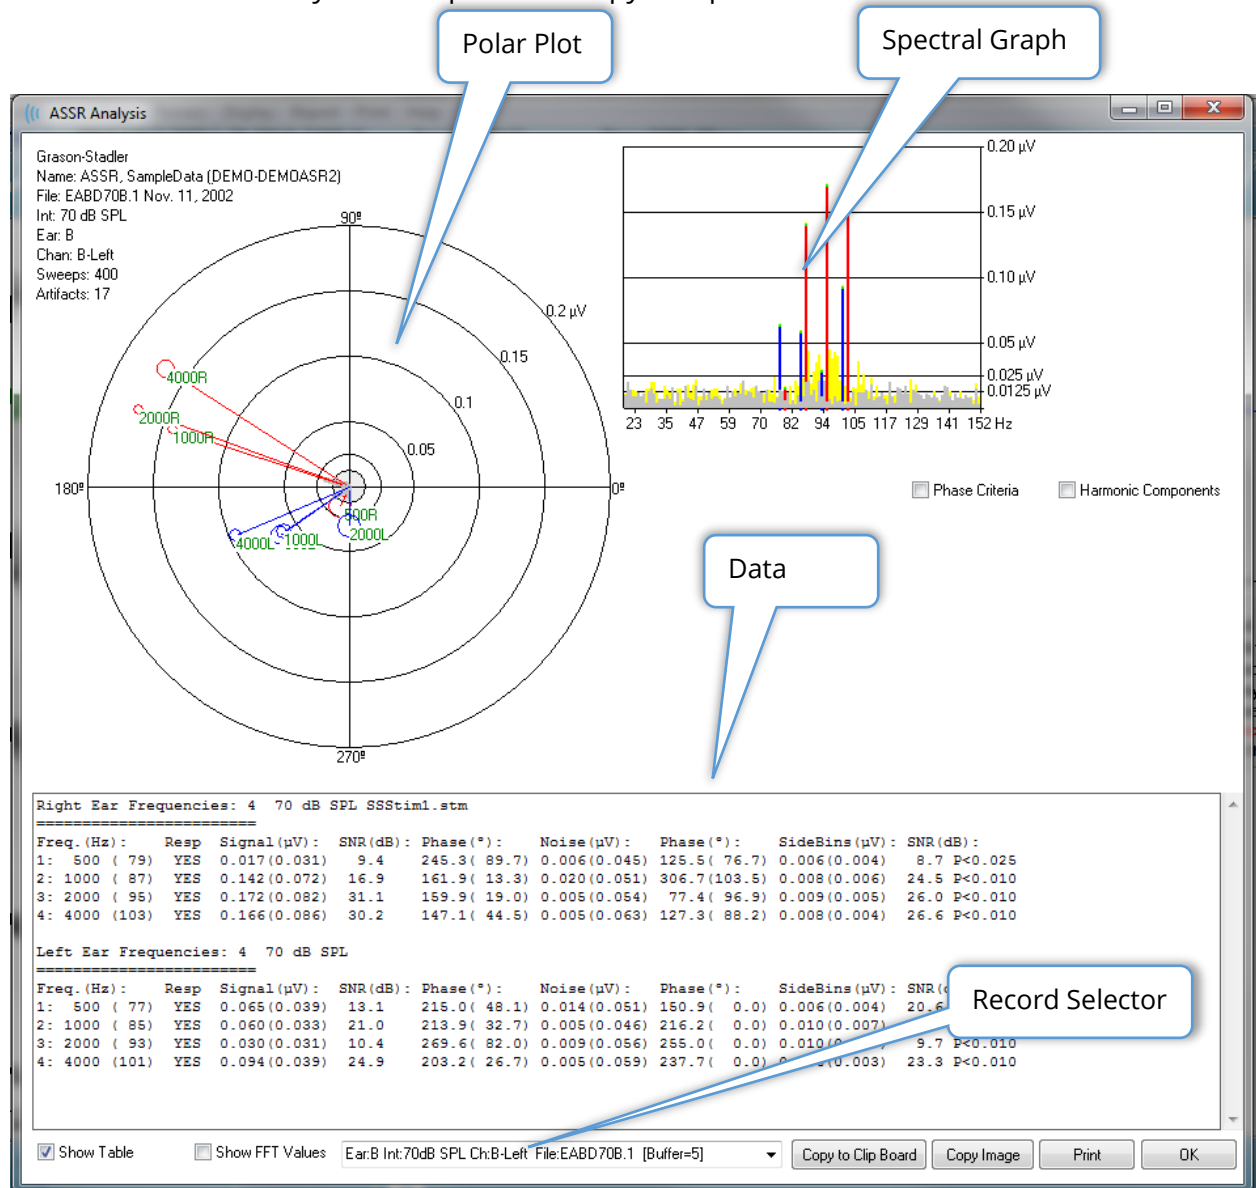 Polar Plot
Spectral Graph
ASSR Analysis
Grason-Stadler
Name: ASSR, SampleData (DEMO-DEMOASR2)
File: EABD70B.1 Nov. 11, 2002
Int: 70 dB SPL
Ear: B
Chan: B-Left
Sweeps: 400
Artifacts: 17
90º
0.2 µV
0.15
0.1
0.05
180º
0º
270º
4000R
2000R
1000R
500R
2000L
1000L
4000L
0.20 µV
0.15 µV
0.10 µV
0.05 µV
0.025 µV
0.0125 µV
23 35 47 59 70 82 94 105 117 129 141 152 Hz
Phase Criteria
Harmonic Components
Data
Right Ear Frequencies: 4 70 dB SPL SSStim1.stm
=========================
Freq.(Hz): Resp Signal(µV): SNR(dB): Phase(°): Noise(µV): Phase(°): SideBins(µV): SNR(dB):
1: 500 ( 79) YES 0.017(0.031) 9.4 245.3( 89.7) 0.006(0.045) 125.5( 76.7) 0.006(0.004) 8.7 P<0.025
2: 1000 ( 87) YES 0.142(0.072) 16.9 161.9( 13.3) 0.020(0.051) 306.7(103.5) 0.008(0.006) 24.5 P<0.010
3: 2000 ( 95) YES 0.172(0.082) 31.1 159.9( 19.0) 0.005(0.054) 77.4( 96.9) 0.009(0.005) 26.0 P<0.010
4: 4000 (103) YES 0.166(0.086) 30.2 147.1( 44.5) 0.005(0.063) 127.3( 88.2) 0.008(0.004) 26.6 P<0.010
Left Ear Frequencies: 4 70 dB SPL
=========================
Freq.(Hz): Resp Signal(µV): SNR(dB): Phase(°): Noise(µV): Phase(°): SideBins(µV):
1: 500 ( 77) YES 0.065(0.039) 13.1 215.0( 48.1) 0.014(0.051) 150.9( 0.0) 0.006(0.004) 20.6
2: 1000 ( 85) YES 0.060(0.033) 21.0 213.9( 32.7) 0.005(0.046) 216.2( 0.0) 0.010(0.007)
3: 2000 ( 93) YES 0.030(0.031) 10.4 269.6( 82.0) 0.009(0.056) 255.0( 0.0) 9.7 P<0.010
4: 4000 (101) YES 0.094(0.039) 24.9 203.2( 26.7) 0.005(0.059) 237.7( 0.0) 23.3 P<0.010
Record Selector
Show Table
Show FFT Values
Ear:B Int:70dB SPL Ch:B-Left File:EABD70B.1 [Buffer=5]
Copy to Clip Board
Copy Image
Print
OK